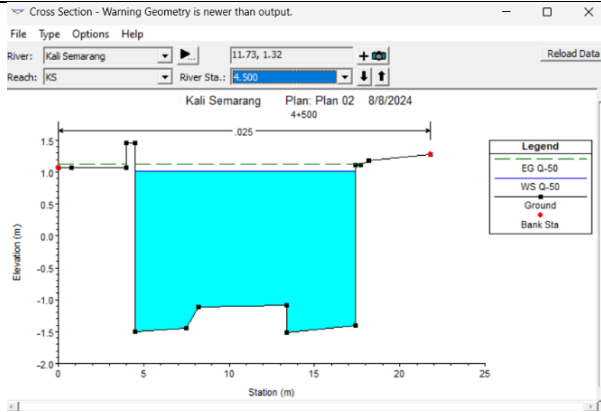 Cross Section - Warning Geometry is newer than output.
File Type Options Help
River: Kali Semarang 11.73, 1.32 Reload Data
Reach: KS River Sta.: 4.500
Kali Semarang Plan: Plan 02 8/8/2024
4+500
.025
Legend
EG Q-50
WS Q-50
Ground
Bank Sta
Elevation (m)
1.5
1.0
0.5
0.0
-0.5
-1.0
-1.5
-2.0
0 5 10 15 20 25
Station (m)